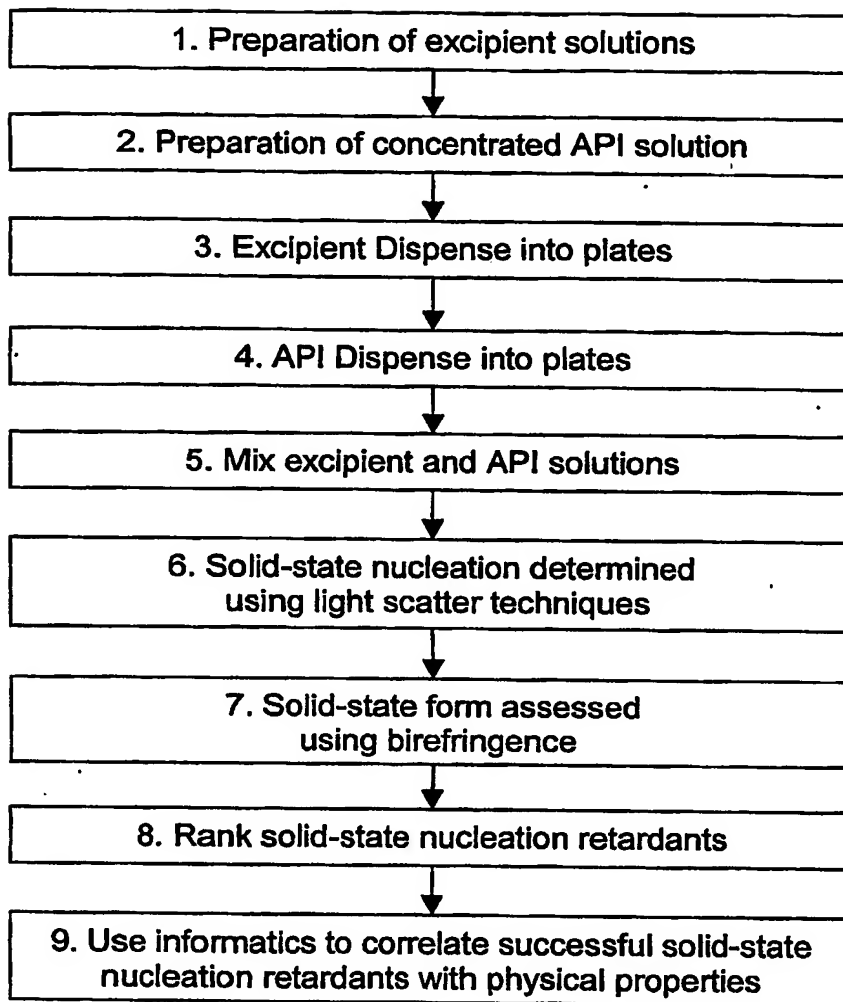 1. Preparation of excipient solutions
2. Preparation of concentrated API solution
3. Excipient Dispense into plates
4. API Dispense into plates
5. Mix excipient and API solutions
6. Solid-state nucleation determined
using light scatter techniques
7. Solid-state form assessed
using birefringence
8. Rank solid-state nucleation retardants
9. Use informatics to correlate successful solid-state
nucleation retardants with physical properties